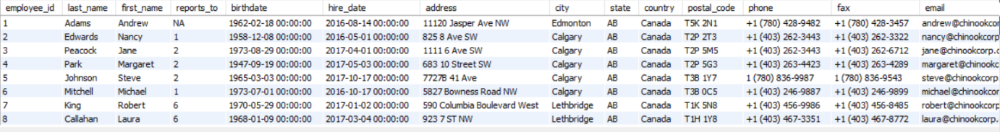 employee_id last_name first_name reports_to birthdate hire_date address city state country postal_code phone fax email
1 Adams Andrew NA 1962-02-18 00:00:00 2016-08-14 00:00:00 11120 Jasper Ave NW Edmonton AB Canada T5K 2N1 +1 (780) 428-9482 +1 (780) 428-3457 andrew@chinookcor
2 Edwards Nancy 1 1958-12-08 00:00:00 2016-05-01 00:00:00 825 8 Ave SW Calgary AB Canada T2P 2T3 +1 (403) 262-3443 +1 (403) 262-3322 nancy@chinookcorp
3 Peacock Jane 2 1973-08-29 00:00:00 2017-04-01 00:00:00 1111 6 Ave SW Calgary AB Canada T2P 5M5 +1 (403) 262-3443 +1 (403) 262-6712 jane@chinookcorp.c
4 Park Margaret 2 1947-09-19 00:00:00 2017-05-03 00:00:00 683 10 Street SW Calgary AB Canada T2P 5G3 +1 (403) 263-4423 +1 (403) 263-4289 margaret@chinookc
5 Johnson Steve 2 1965-03-03 00:00:00 2017-10-17 00:00:00 7727B 41 Ave Calgary AB Canada T3B 1Y7 1 (780) 836-9987 1 (780) 836-9543 steve@chinookcorp.
6 Mitchell Michael 1 1973-07-01 00:00:00 2016-10-17 00:00:00 5827 Bowness Road NW Calgary AB Canada T3B 0C5 +1 (403) 246-9887 +1 (403) 246-9899 michael@chinookcor
7 King Robert 6 1970-05-29 00:00:00 2017-01-02 00:00:00 590 Columbia Boulevard West Lethbridge AB Canada T1K 5N8 +1 (403) 456-9986 +1 (403) 456-8485 robert@chinookcorp
8 Callahan Laura 6 1968-01-09 00:00:00 2017-03-04 00:00:00 923 7 ST NW Lethbridge AB Canada T1H 1Y8 +1 (403) 467-3351 +1 (403) 467-8772 laura@chinookcorp.